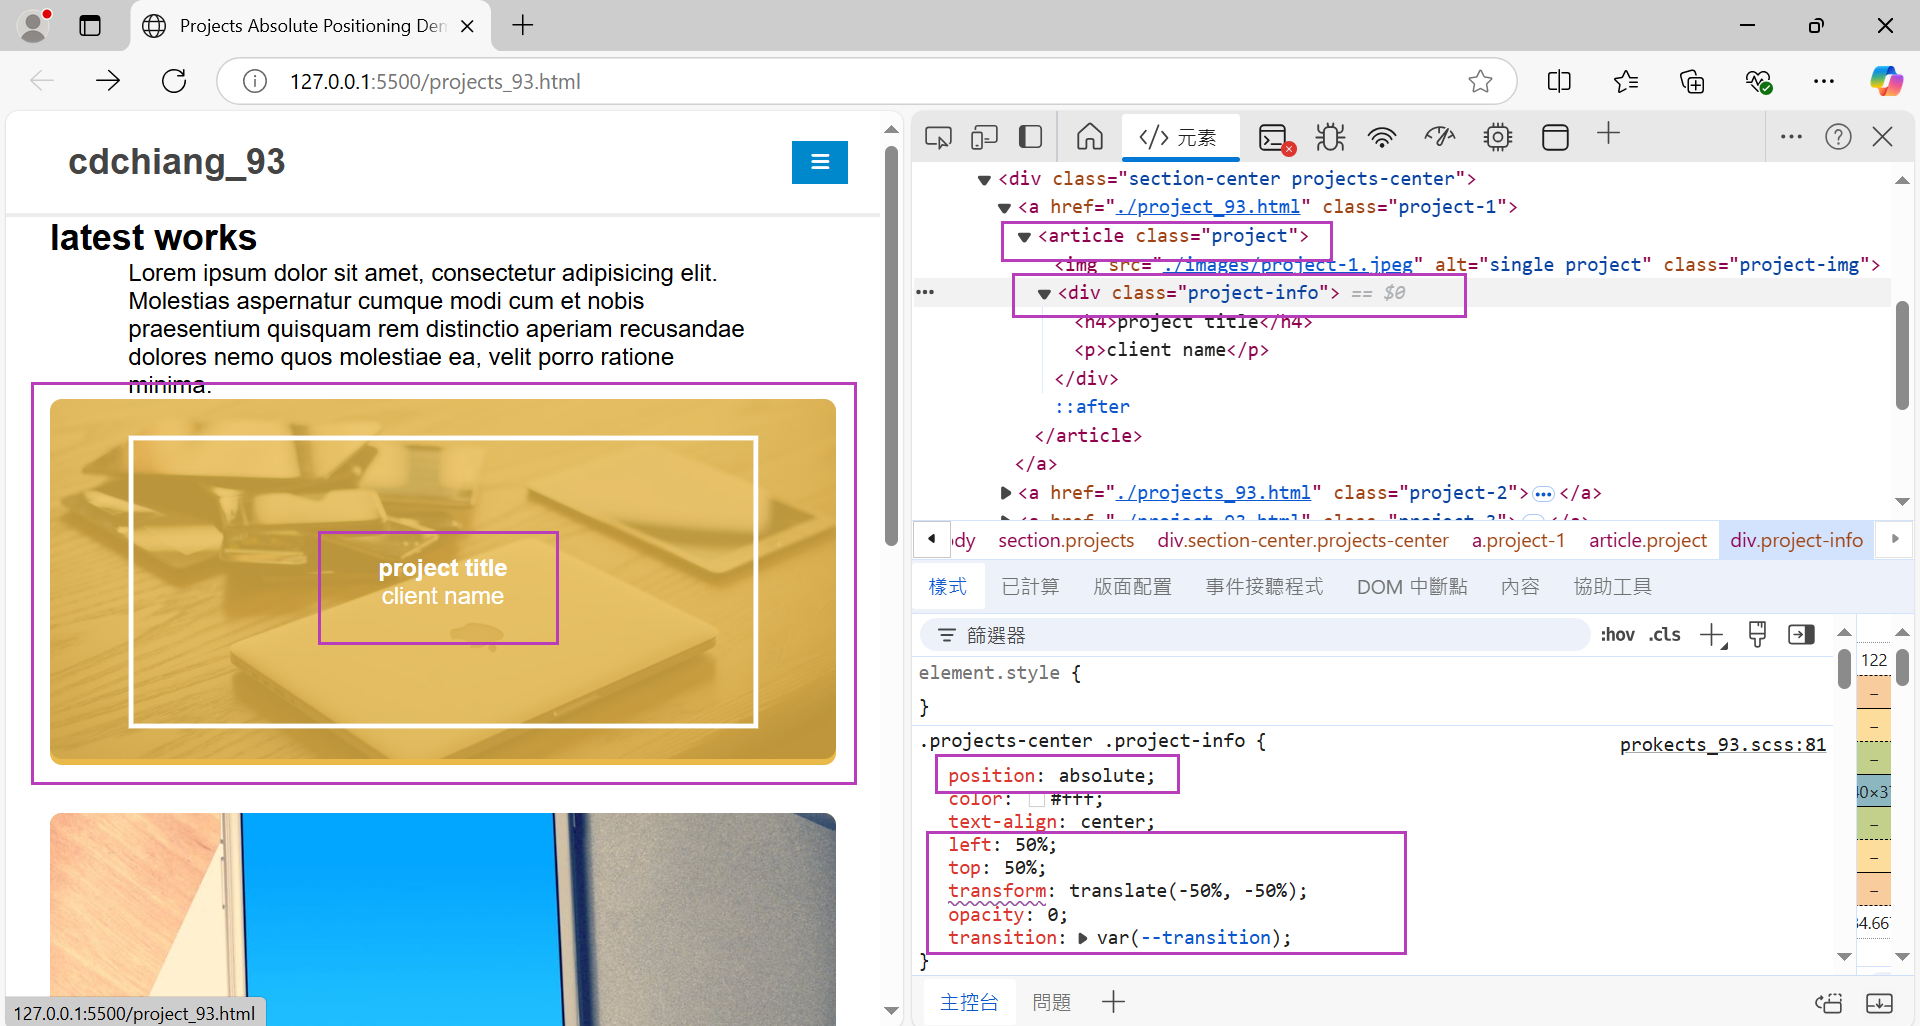 Projects Absolute Positioning Den
127.0.0.1:5500/projects_93.html
cdchiang_93
latest works
Lorem ipsum dolor sit amet, consectetur adipisicing elit.
Molestias aspernatur cumque modi cum et nobis
praesentium quisquam rem distinctio aperiam recusandae
dolores nemo quos molestiae ea, velit porro ratione
minima.
project title
client name
127.0.0.1:5500/project_93.html
</> 元素
<div class="section-center projects-center">
<a href="./project_93.html" class="project-1">
<article class="project">
<img src="./images/project-1.jpeg" alt="single project" class="project-img">
<div class="project-info"> == $0
<h4>project title</h4>
<p>client name</p>
</div>
::after
</article>
</a>
<a href="./projects_93.html" class="project-2"> ••• </a>
dy section.projects div.section-center.projects-center a.project-1 article.project div.project-info
樣式 已計算 版面配置 事件接聽程式 DOM 中斷點 內容 協助工具
篩選器 :hov .cls
element.style {
}
.projects-center .project-info {
prokects_93.scss:81
position: absolute;
color: #fff;
text-align: center;
left: 50%;
top: 50%;
transform: translate(-50%, -50%);
opacity: 0;
transition: var(--transition);
}
122
–
–
–
–
–
–
主控台 問題